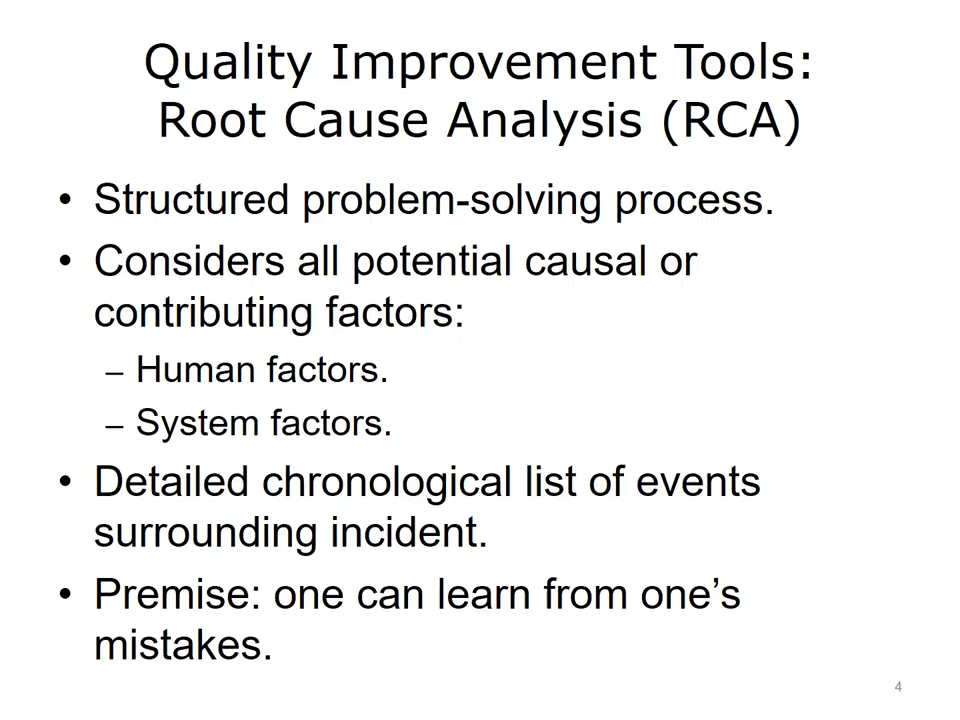 Quality Improvement Tools:
Root Cause Analysis (RCA)
• Structured problem-solving process.
• Considers all potential causal or
contributing factors:
– Human factors.
– System factors.
• Detailed chronological list of events
surrounding incident.
• Premise: one can learn from one’s
mistakes.
4